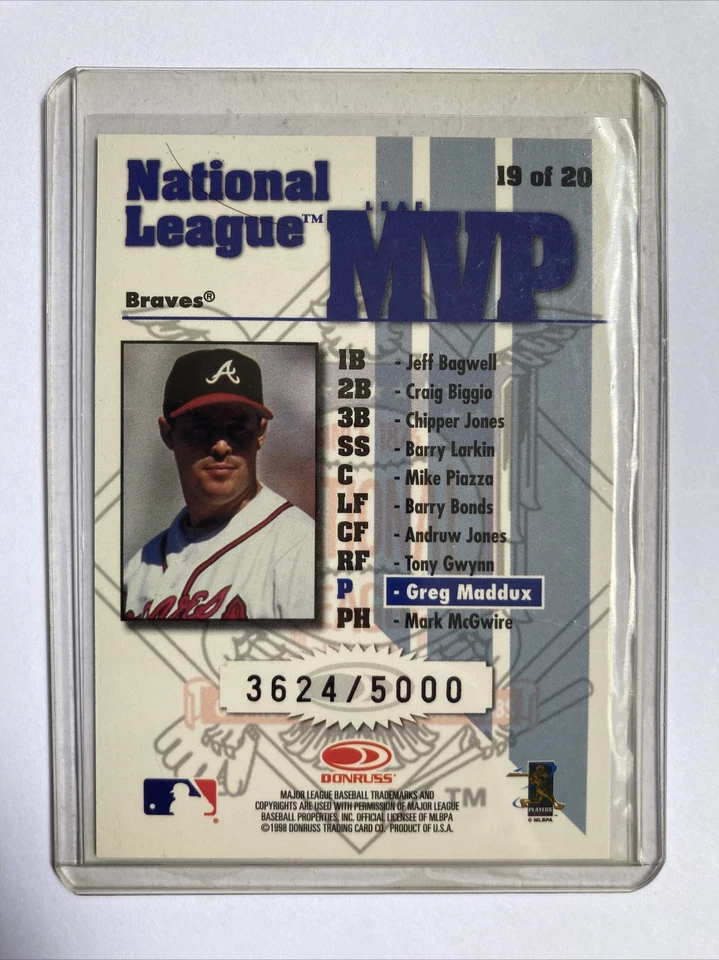 National
League™
19 of 20
LEAF
MVP
Braves®
1B - Jeff Bagwell
2B - Craig Biggio
3B - Chipper Jones
SS - Barry Larkin
C - Mike Piazza
LF - Barry Bonds
CF - Andruw Jones
RF - Tony Gwynn
P - Greg Maddux
PH - Mark McGwire
3624/5000
DONRUSS®
TM
MAJOR LEAGUE BASEBALL TRADEMARKS AND
COPYRIGHTS ARE USED WITH PERMISSION OF MAJOR LEAGUE
BASEBALL PROPERTIES, INC. OFFICIAL LICENSEE OF MLBPA
©1998 DONRUSS TRADING CARD CO. PRODUCT OF U.S.A.
PLAYERS
© MLBPA